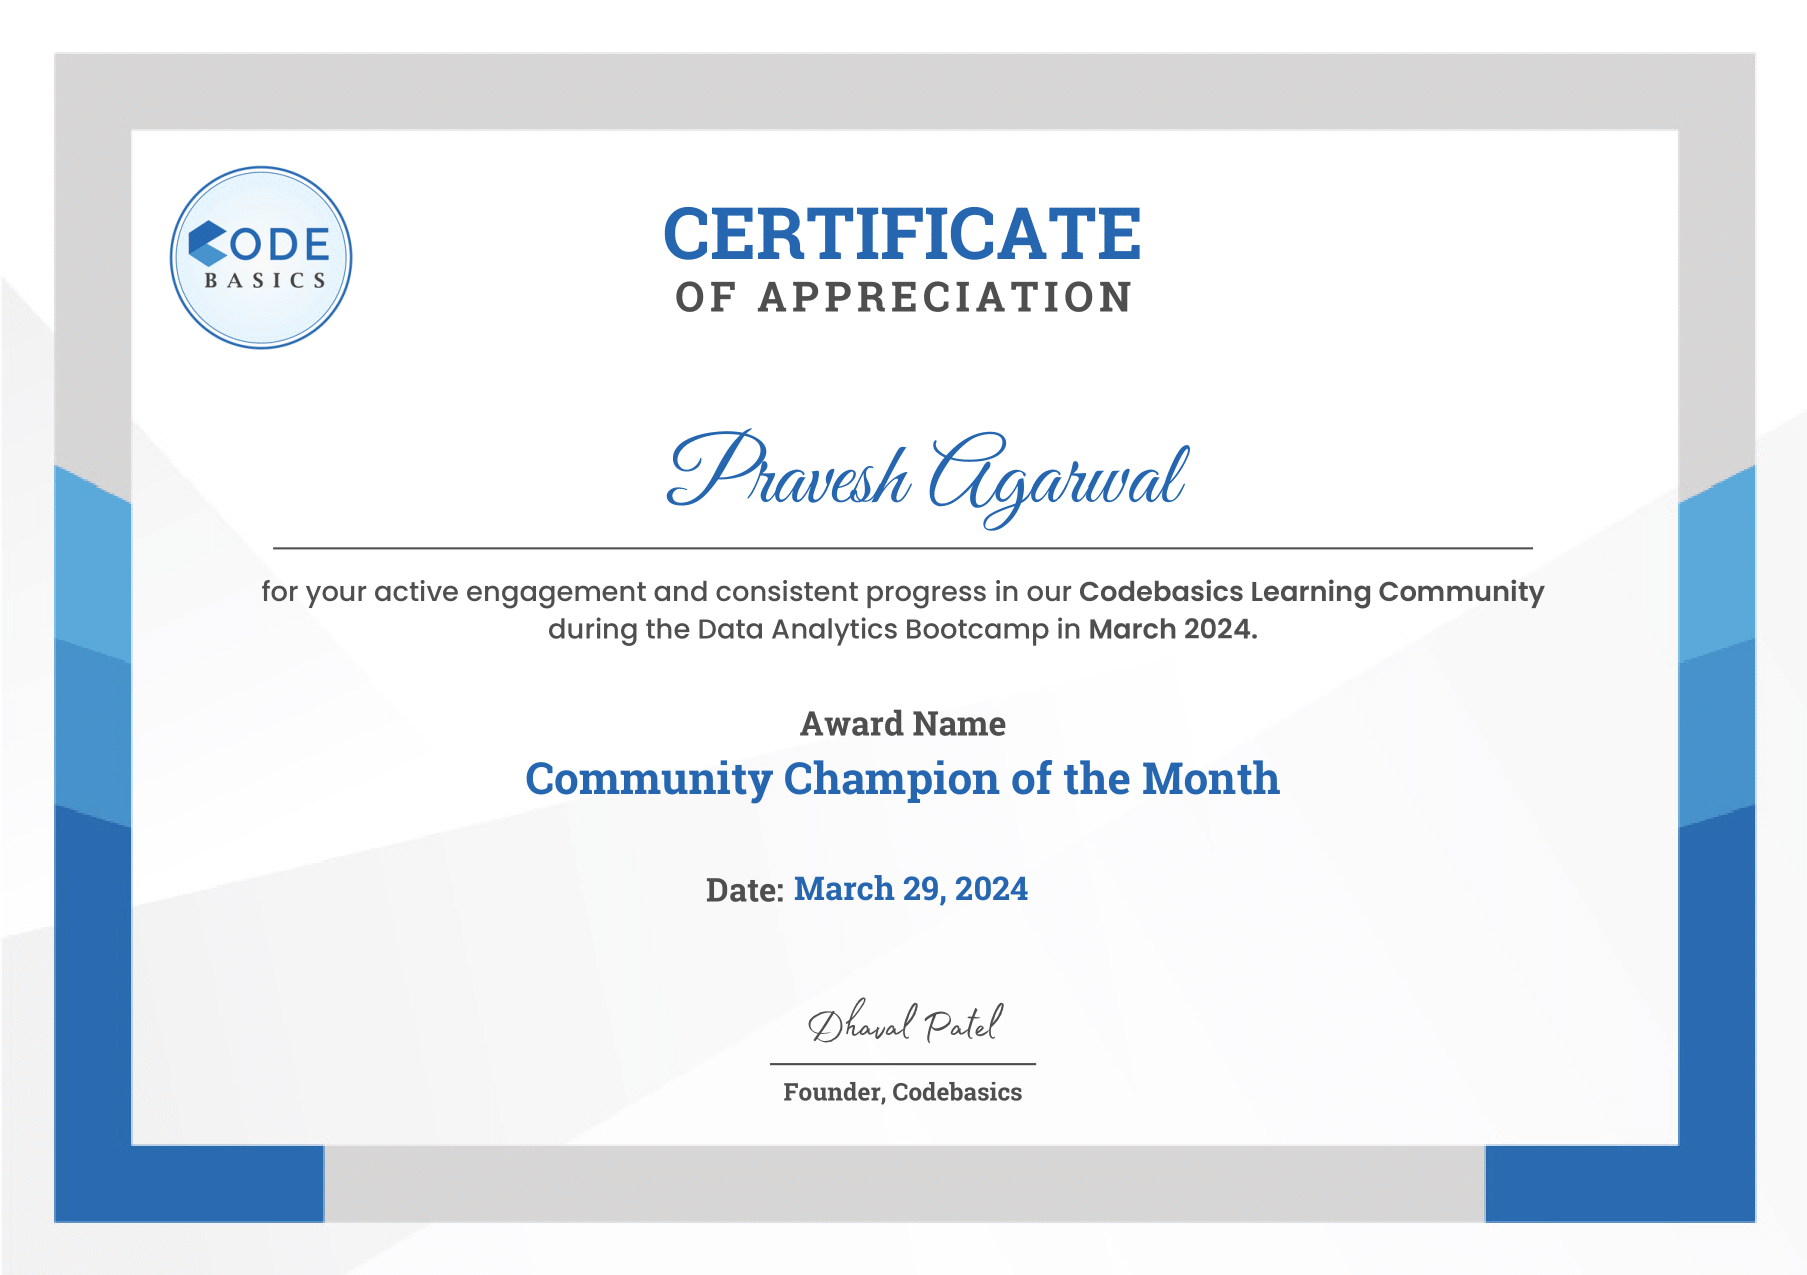 CODE
BASICS
CERTIFICATE
OF APPRECIATION
Pravesh Agarwal
for your active engagement and consistent progress in our Codebasics Learning Community
during the Data Analytics Bootcamp in March 2024.
Award Name
Community Champion of the Month
Date: March 29, 2024
Dhaval Patel
Founder, Codebasics